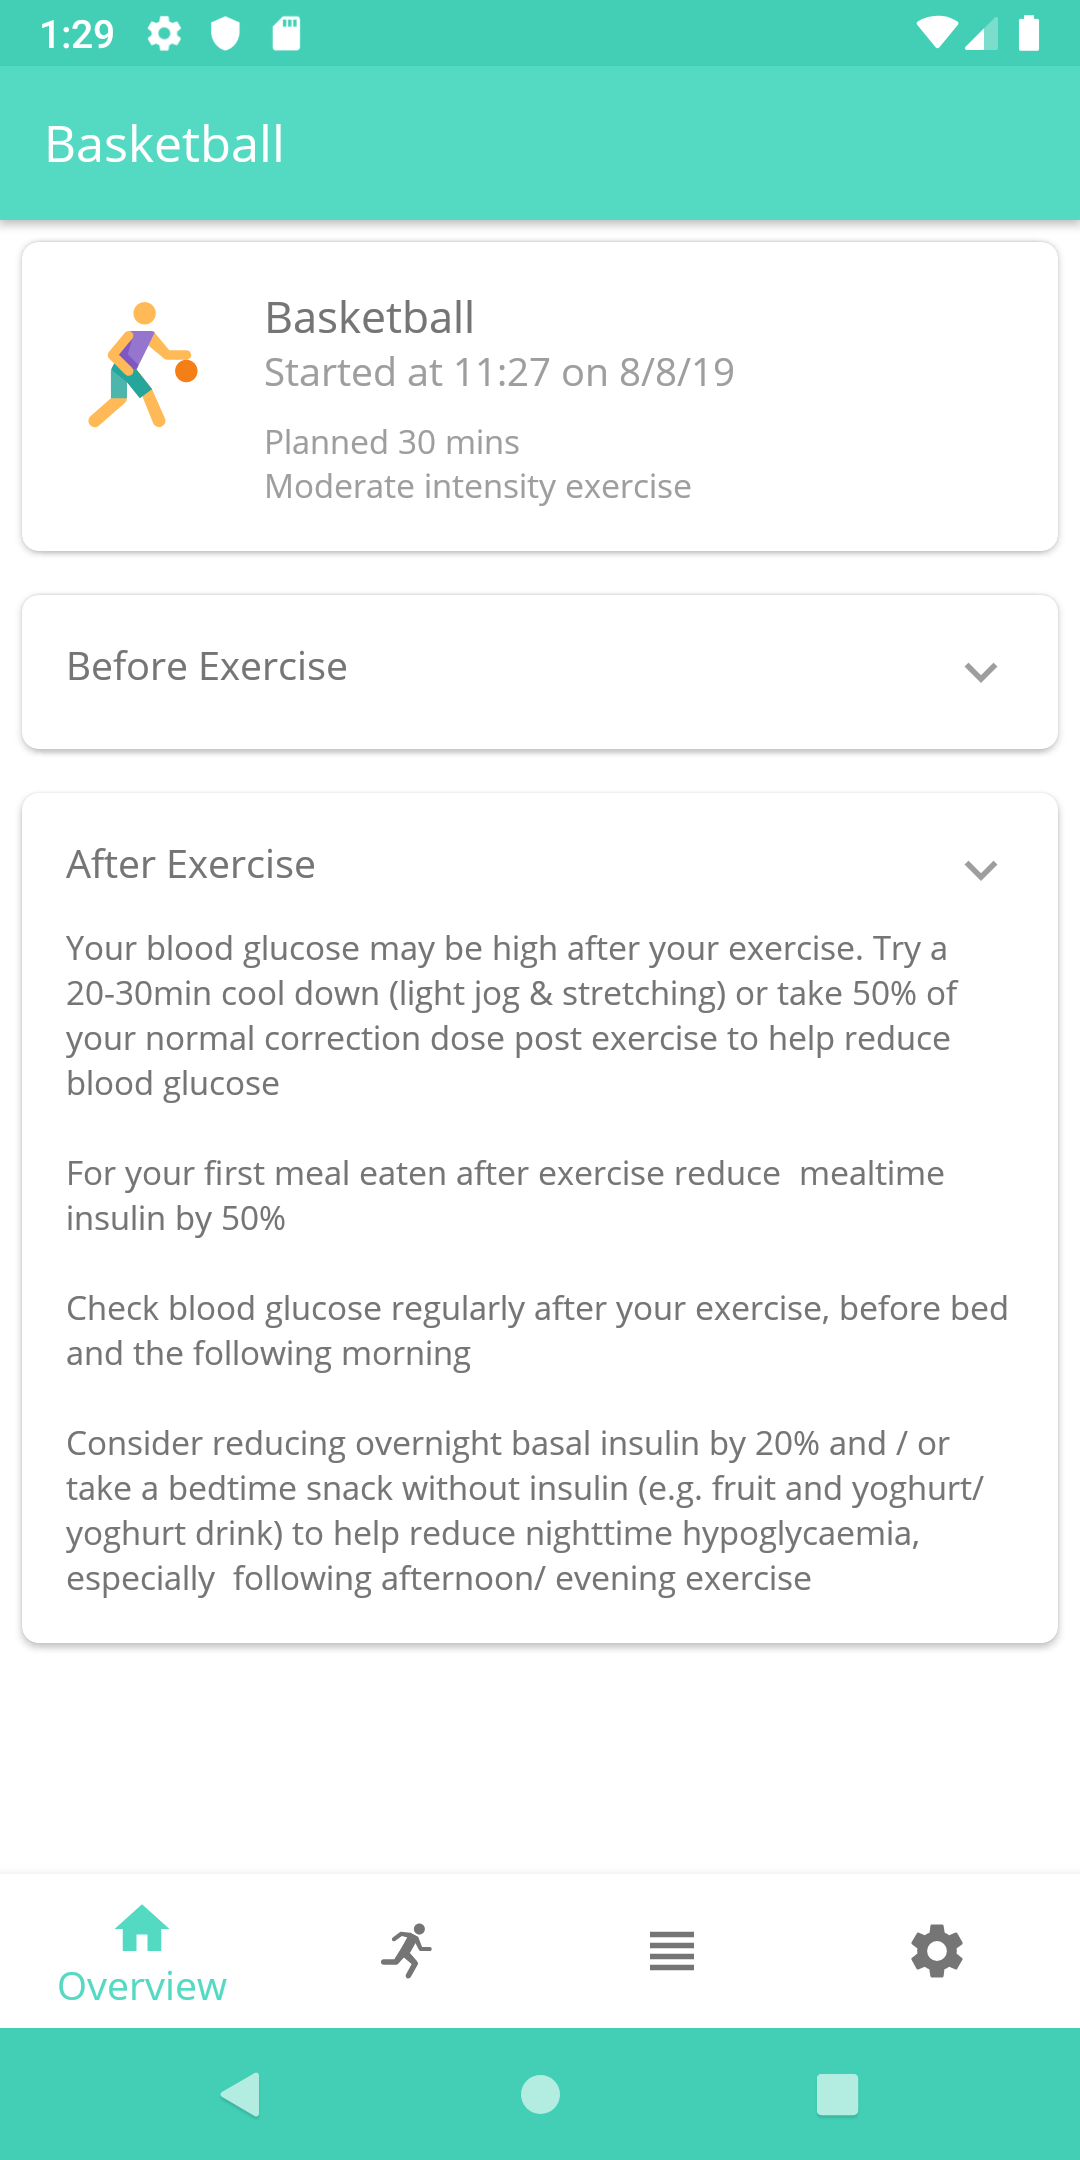 1:29
Basketball
Basketball
Started at 11:27 on 8/8/19
Planned 30 mins
Moderate intensity exercise
Before Exercise
After Exercise
Your blood glucose may be high after your exercise. Try a
20-30min cool down (light jog & stretching) or take 50% of
your normal correction dose post exercise to help reduce
blood glucose
For your first meal eaten after exercise reduce  mealtime
insulin by 50%
Check blood glucose regularly after your exercise, before bed
and the following morning
Consider reducing overnight basal insulin by 20% and / or
take a bedtime snack without insulin (e.g. fruit and yoghurt/
yoghurt drink) to help reduce nighttime hypoglycaemia,
especially  following afternoon/ evening exercise
Overview